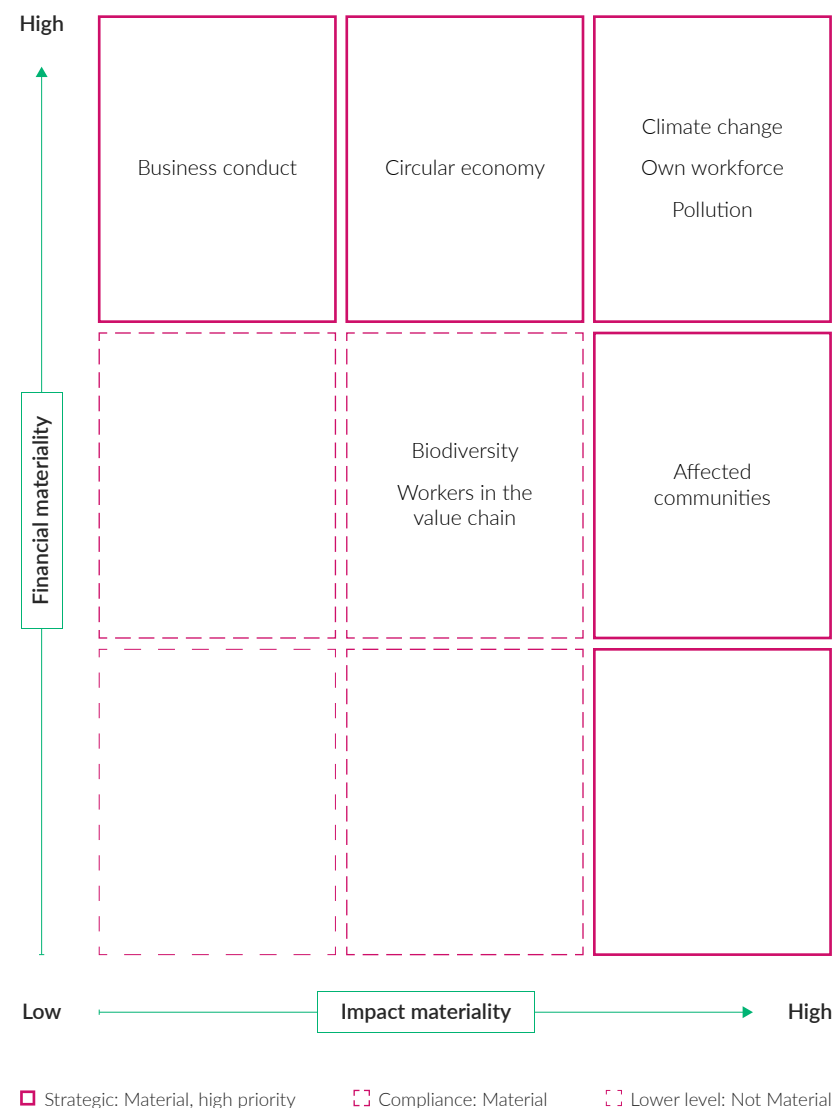 High
Business conduct
Circular economy
Climate change
Own workforce
Pollution
Financial materiality
Biodiversity
Workers in the
value chain
Affected
communities
Low
Impact materiality
High
Strategic: Material, high priority
Compliance: Material
Lower level: Not Material